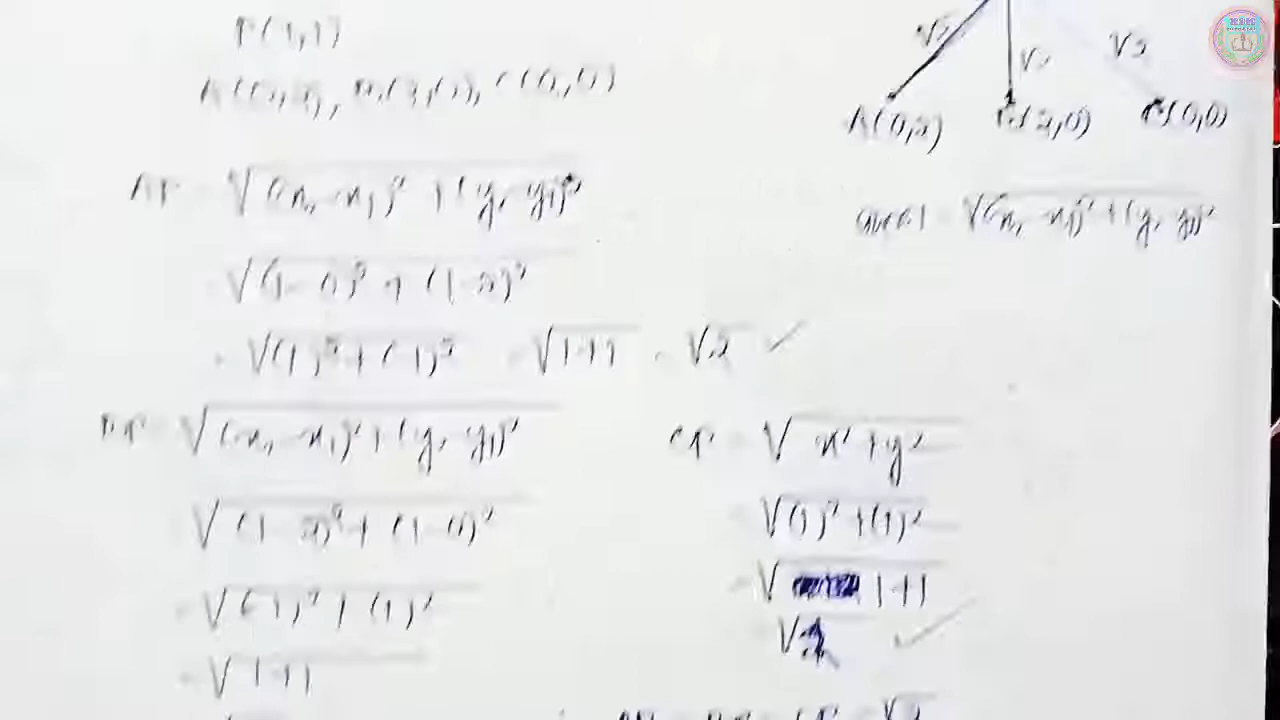 P(1,1)
A(0,2), B(2,0), C(0,0)
√2 √2 √2
A(0,2) B(2,0) C(0,0)
AP = √(x₂-x₁)² + (y₂-y₁)²
= √(x₂-x₁)² + (y₂-y₁)²
√(1-0)² + (1-2)²
= √(1)² + (-1)² = √1+1 = √2
BP = √(x₂-x₁)² + (y₂-y₁)²
CP = √x² + y²
√(1-2)² + (1-0)²
= √(1)² + (1)²
= √(-1)² + (1)²
= √1+1
= √1+1
√2
= √2